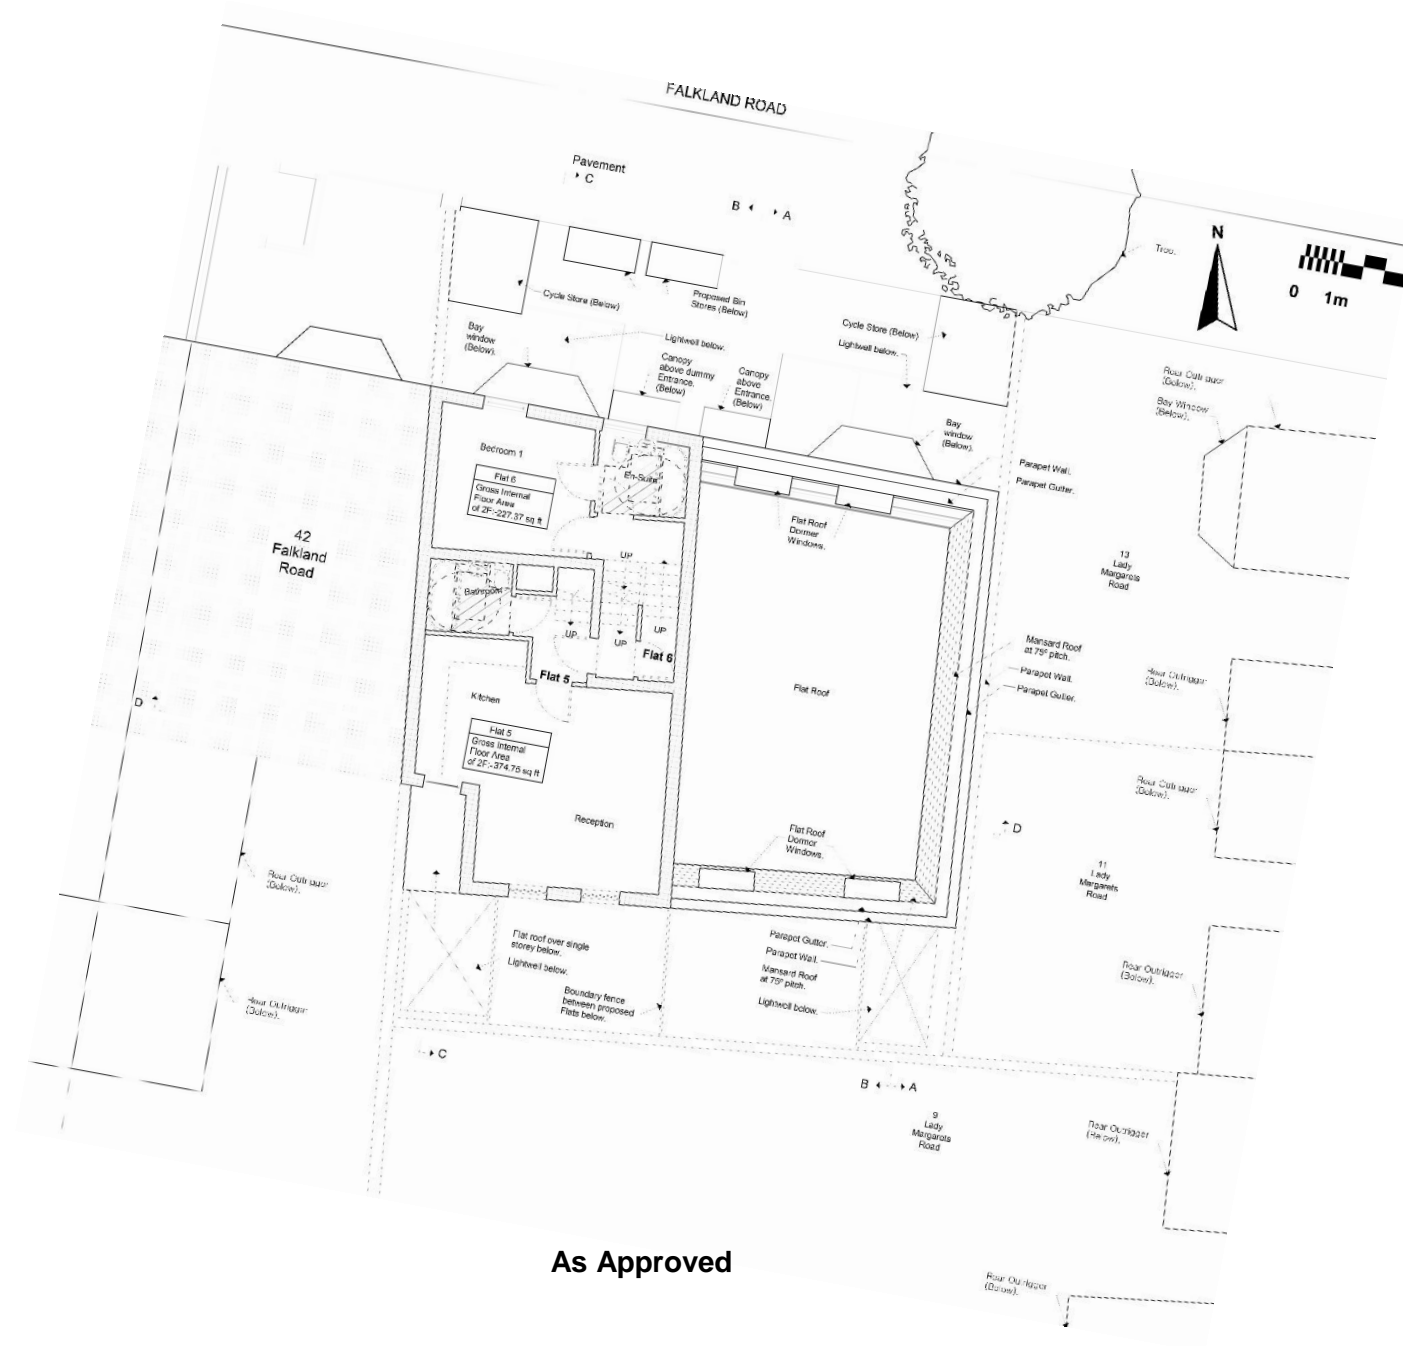 FALKLAND ROAD
Pavement
C
B
A
N
Tree.
0 1m
Cycle Store (Below)
Proposed Bin
Stores (Below)
Bay
window
(Below).
Lightwell below.
Canopy
above dummy
Entrance.
(Below)
Canopy
above
Entrance.
(Below)
Cycle Store (Below)
Lightwell below.
Rear Outrigger
(Below).
Bay Window
(Below).
Bay
window
(Below).
Parapet Wall.
Parapet Gutter.
Bedroom 1
En-Suite
Flat 6
Gross Internal
Floor Area
of 2F:-227.37 sq ft
42
Falkland
Road
Flat Roof
Dormer
Windows.
UP
13
Lady
Margarets
Road
Bathroom
UP
UP
UP
Flat 6
Flat 5
Mansard Roof
at 75º pitch.
Parapet Wall.
Parapet Gutter.
Rear Outrigger
(Below).
Flat Roof
Kitchen
D
Flat 5
Gross Internal
Floor Area
of 2F:-374.75 sq ft
Rear Outrigger
(Below).
Reception
Flat Roof
Dormer
Windows.
D
11
Lady
Margarets
Road
Rear Outrigger
(Below).
Flat roof over single
storey below.
Lightwell below.
Boundary fence
between proposed
Flats below.
Parapet Gutter.
Parapet Wall.
Mansard Roof
at 75º pitch.
Lightwell below.
Rear Outrigger
(Below).
Rear Outrigger
(Below).
C
B
A
9
Lady
Margarets
Road
Rear Outrigger
(Below).
As Approved
Rear Outrigger
(Below).